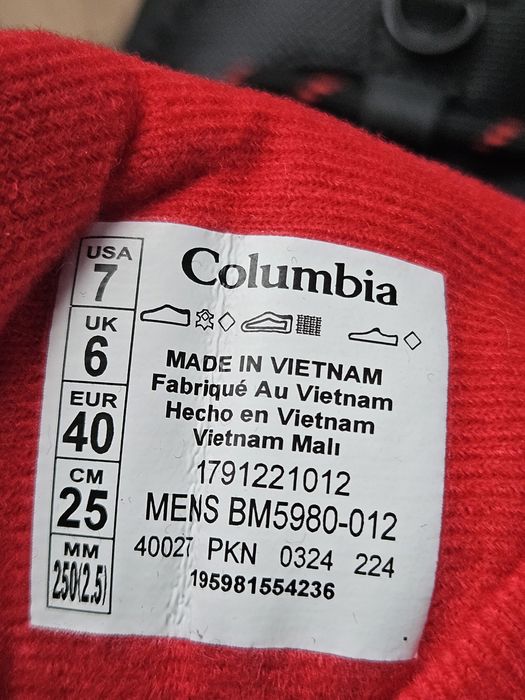 USA
7
UK
6
EUR
40
CM
25
MM
250(2.5)
Columbia
MADE IN VIETNAM
Fabriqué Au Vietnam
Hecho en Vietnam
Vietnam Malı
1791221012
MENS BM5980-012
40027 PKN 0324 224
195981554236